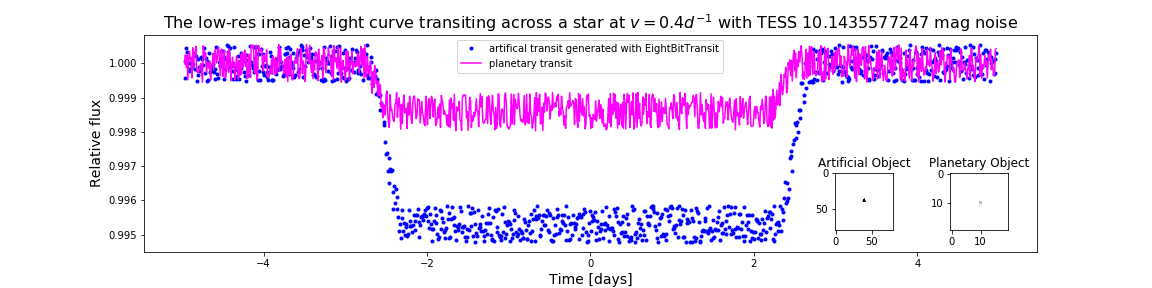 The low-res image's light curve transiting across a star at v = 0.4d⁻¹ with TESS 10.1435577247 mag noise
artifical transit generated with EightBitTransit
planetary transit
1.000
0.999
0.998
0.997
0.996
0.995
Relative flux
Artificial Object
Planetary Object
0
50
0
50
0
10
0
10
−4
−2
0
2
4
Time [days]